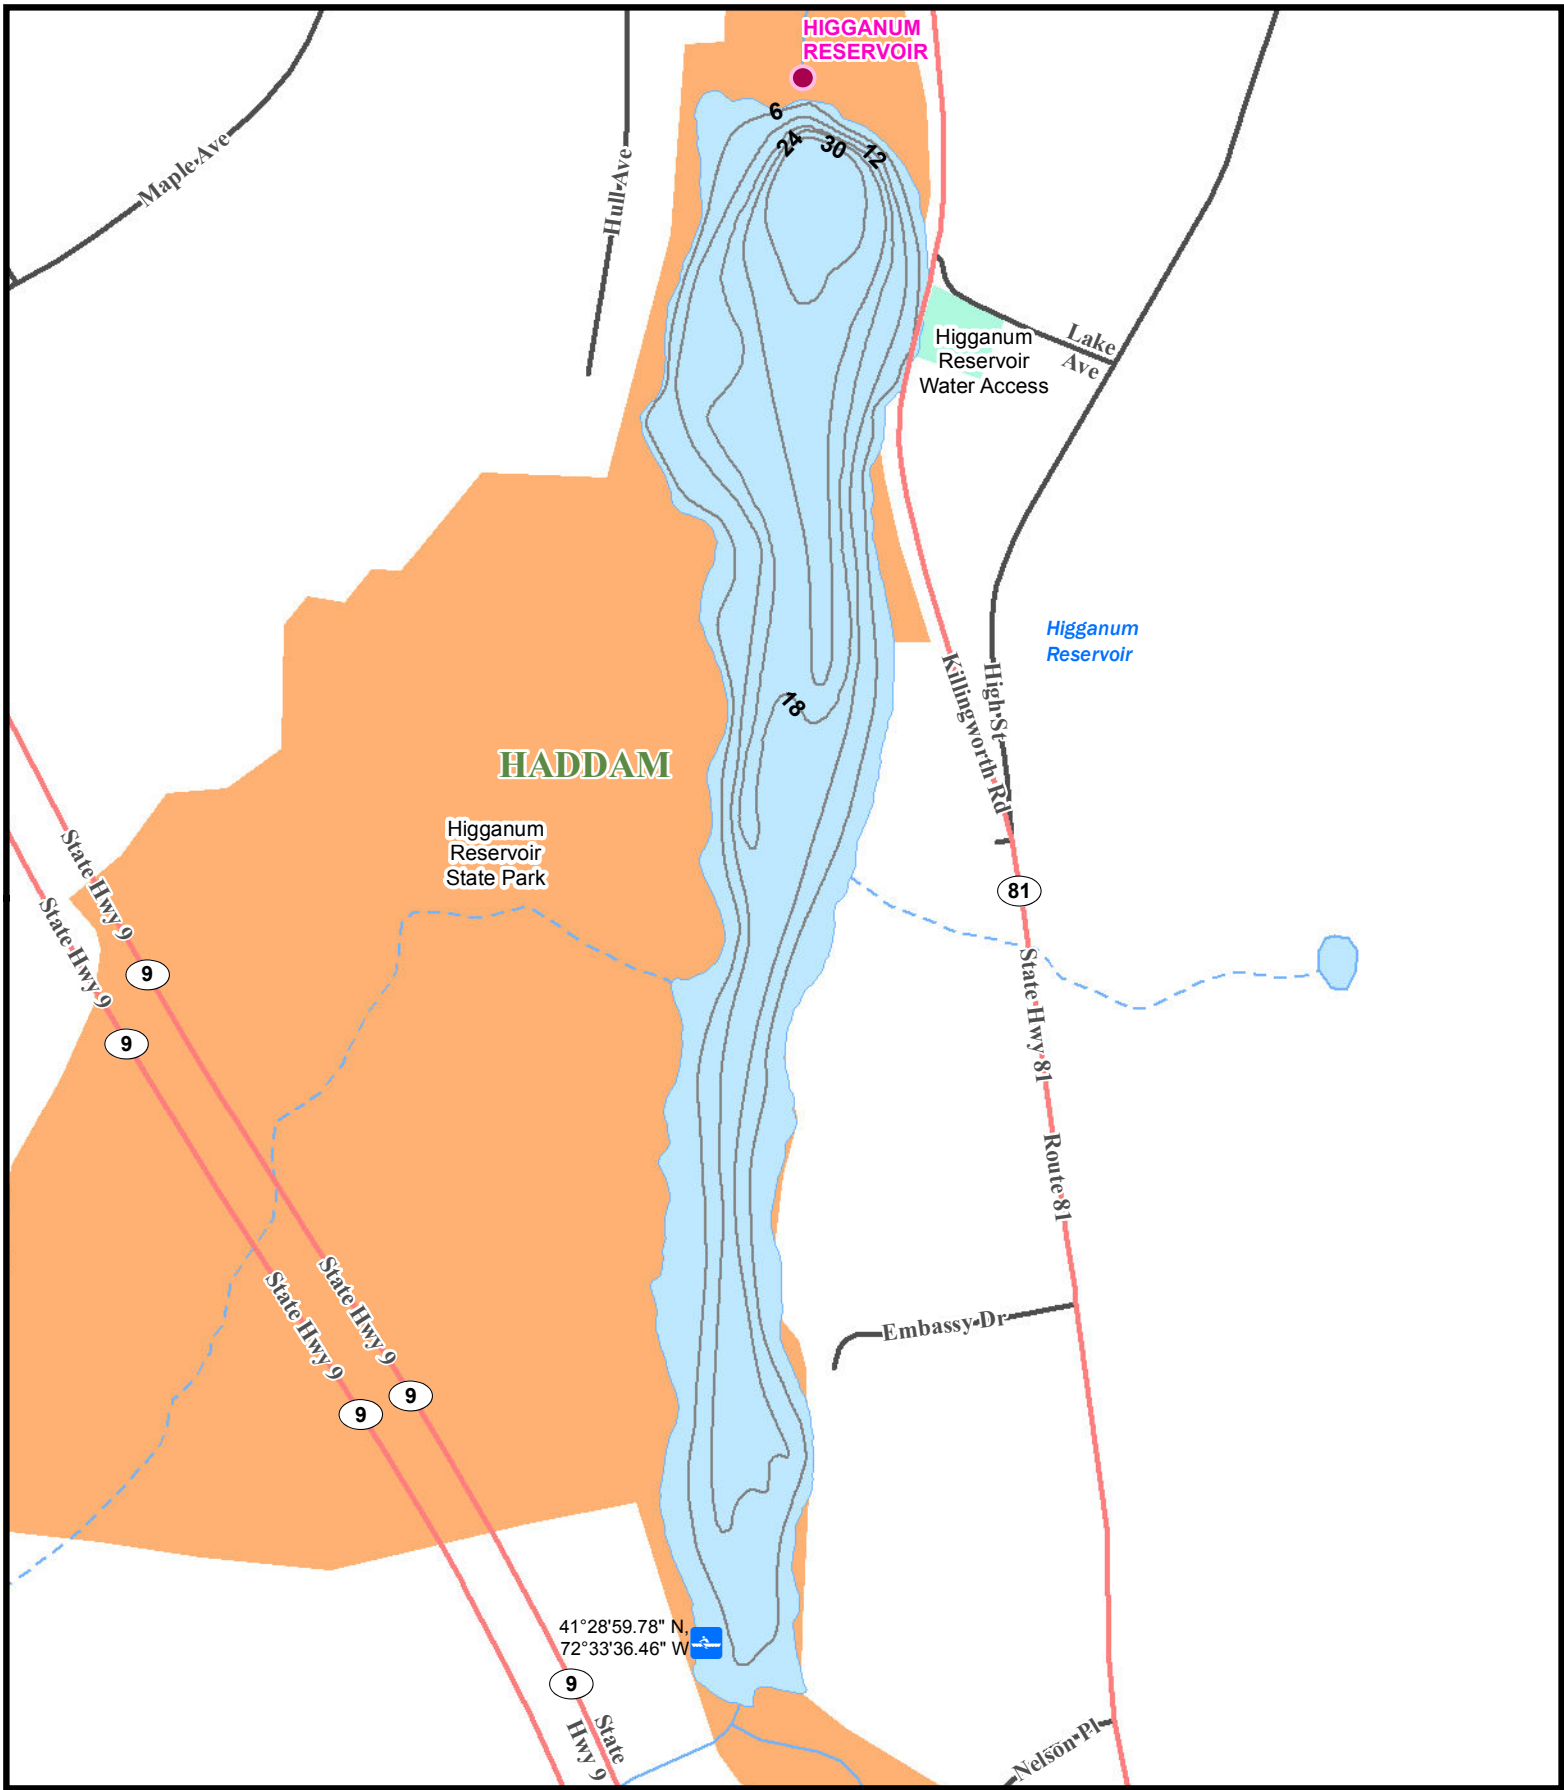 HIGGANUM
RESERVOIR
6
24
30
12
Maple Ave
Hull Ave
Higganum
Reservoir
Water Access
Lake
Ave
Higganum
Reservoir
Killingworth Rd
High St
18
HADDAM
Higganum
Reservoir
State Park
State Hwy 9
State Hwy 9
81
9
9
State Hwy 81
Route 81
State Hwy 9
State Hwy 9
Embassy Dr
9
9
41°28'59.78" N,
72°33'36.46" W
9
State
Hwy 9
Nelson Pl